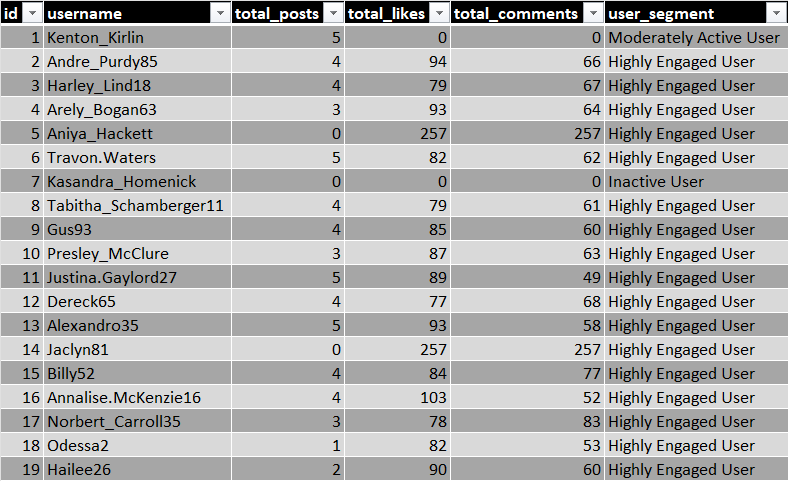 id username total_posts total_likes total_comments user_segment
1 Kenton_Kirlin 5 0 0 Moderately Active User
2 Andre_Purdy85 4 94 66 Highly Engaged User
3 Harley_Lind18 4 79 67 Highly Engaged User
4 Arely_Bogan63 3 93 64 Highly Engaged User
5 Aniya_Hackett 0 257 257 Highly Engaged User
6 Travon.Waters 5 82 62 Highly Engaged User
7 Kasandra_Homenick 0 0 0 Inactive User
8 Tabitha_Schamberger11 4 79 61 Highly Engaged User
9 Gus93 4 85 60 Highly Engaged User
10 Presley_McClure 3 87 63 Highly Engaged User
11 Justina.Gaylord27 5 89 49 Highly Engaged User
12 Dereck65 4 77 68 Highly Engaged User
13 Alexandro35 5 93 58 Highly Engaged User
14 Jaclyn81 0 257 257 Highly Engaged User
15 Billy52 4 84 77 Highly Engaged User
16 Annalise.McKenzie16 4 103 52 Highly Engaged User
17 Norbert_Carroll35 3 78 83 Highly Engaged User
18 Odessa2 1 82 53 Highly Engaged User
19 Hailee26 2 90 60 Highly Engaged User